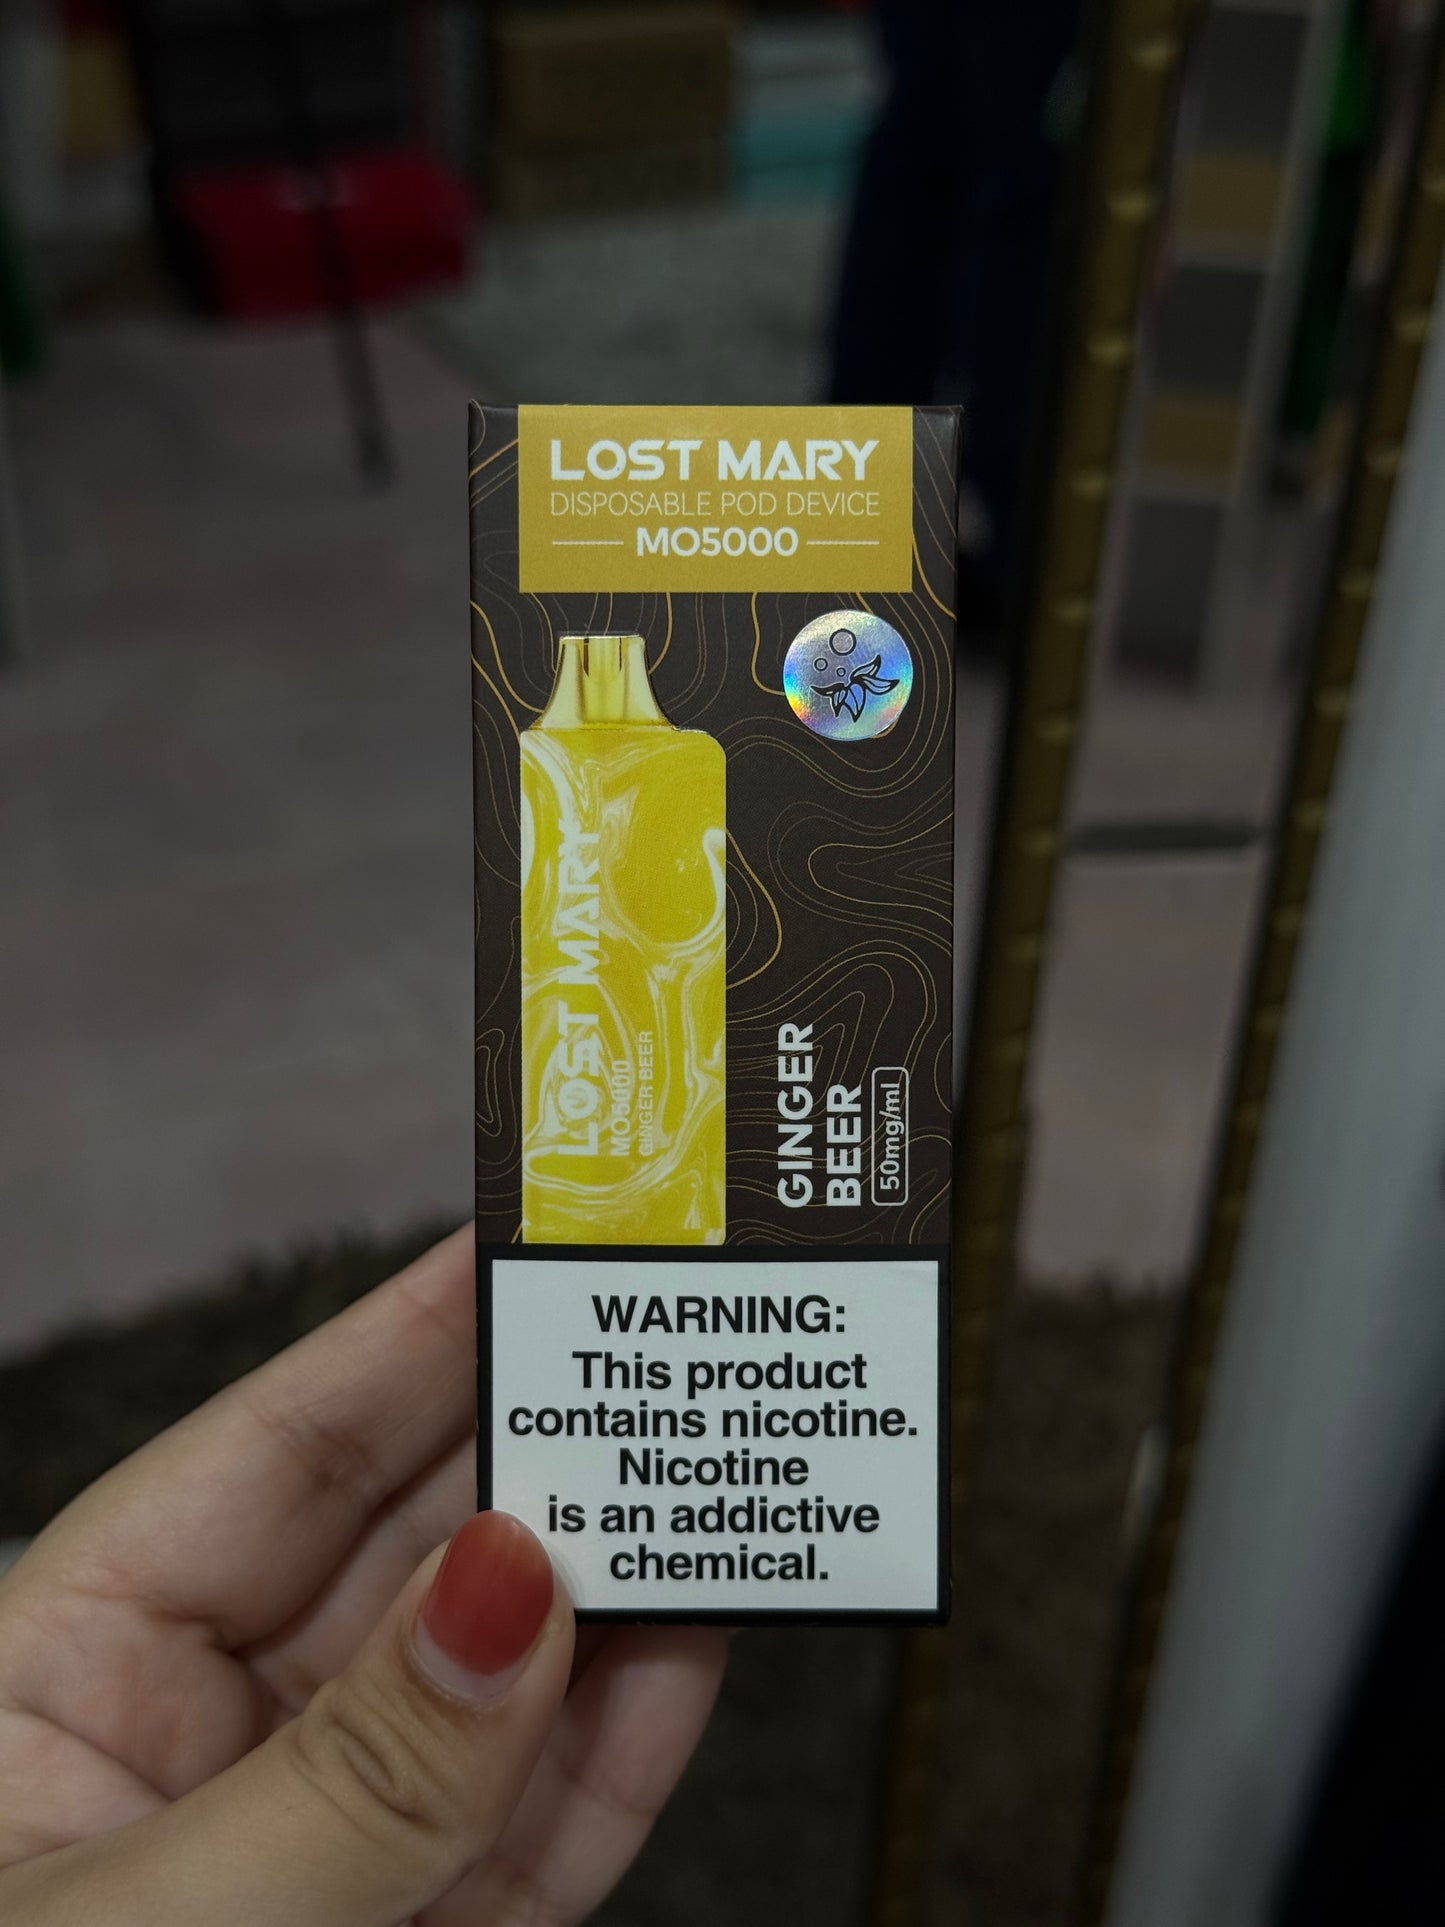 LOST MARY
DISPOSABLE POD DEVICE
MO5000
LOST MARY
MO5000
GINGER BEER
GINGER
BEER
50mg/ml
WARNING:
This product
contains nicotine.
Nicotine
is an addictive
chemical.